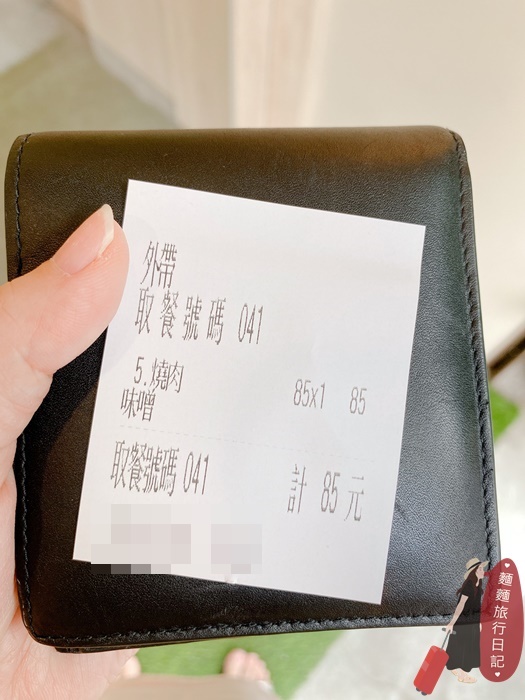 外帶
取餐號碼 041
5.燒肉 85x1 85
味噌
取餐號碼 041 計 85 元
麵麵旅行日記